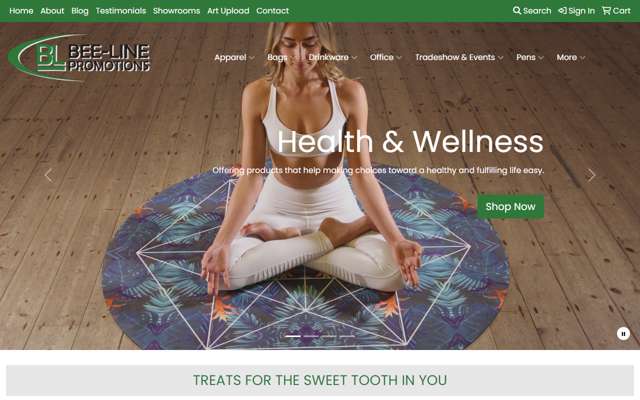 Home About Blog Testimonials Showrooms Art Upload Contact Search Sign In Cart
BL BEE-LINE PROMOTIONS
Apparel Bags Drinkware Office Tradeshow & Events Pens More
Health & Wellness
Offering products that help making choices toward a healthy and fulfilling life easy.
Shop Now
TREATS FOR THE SWEET TOOTH IN YOU